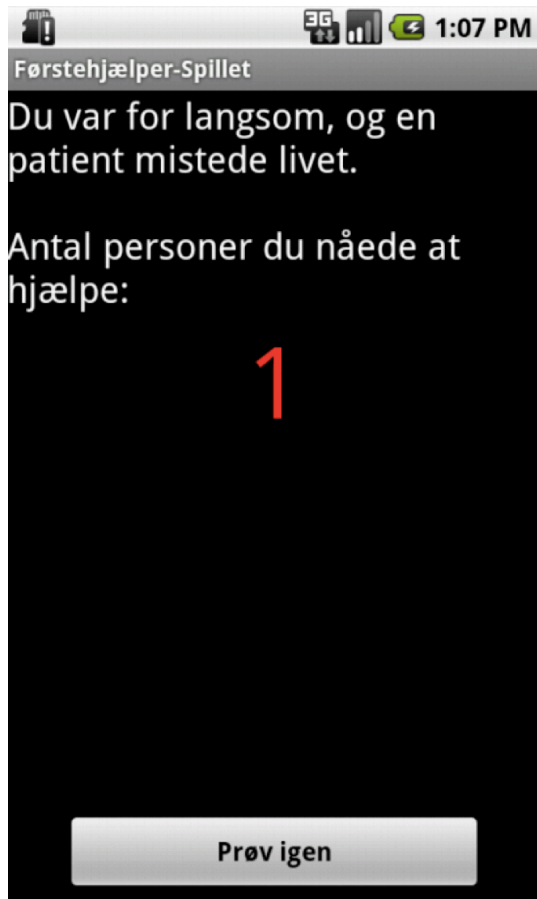 3G 1:07 PM
Førstehjælper-Spillet
Du var for langsom, og en
patient mistede livet.
Antal personer du nåede at
hjælpe:
1
Prøv igen